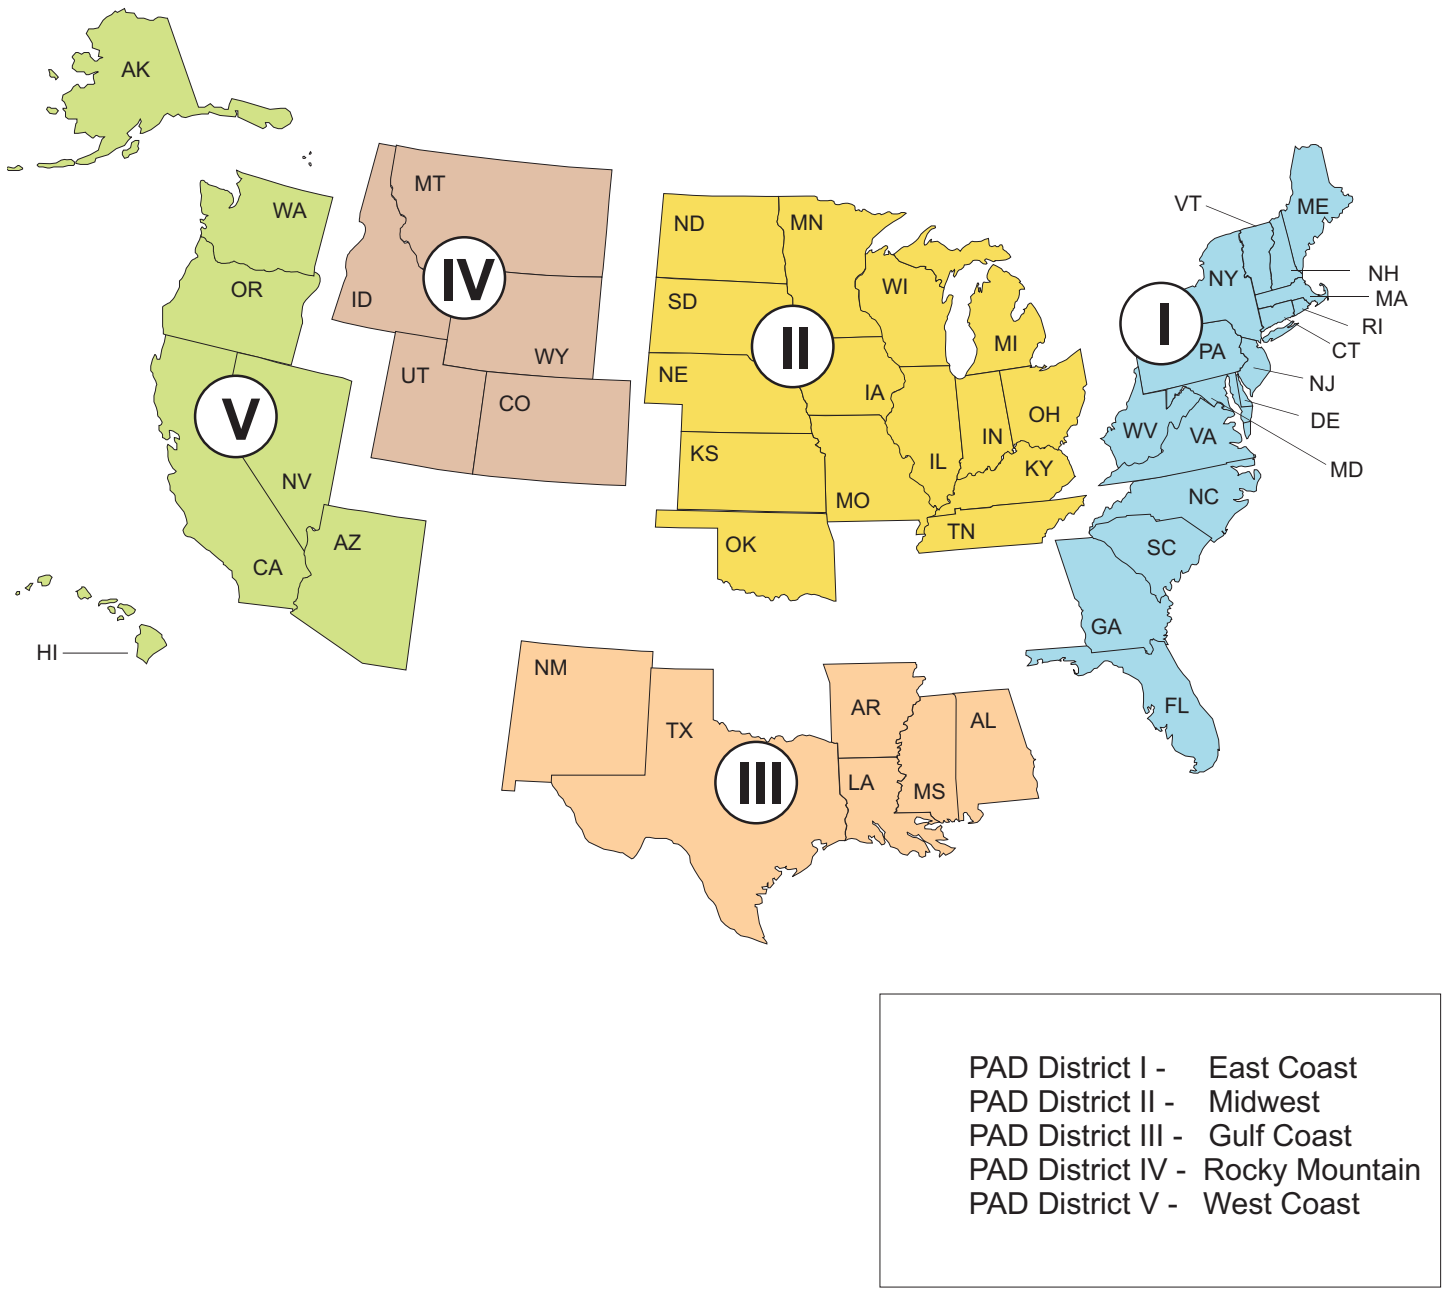 AK
WA
OR
V
NV
CA
AZ
HI
MT
IV
ID
WY
UT
CO
ND
MN
SD
WI
II
NE
MI
IA
OH
KS
IL
IN
KY
MO
OK
TN
VT
ME
NY
NH
MA
I
RI
CT
PA
NJ
DE
WV
VA
MD
NC
SC
GA
FL
NM
TX
AR
AL
III
LA
MS
PAD District I - East Coast
PAD District II - Midwest
PAD District III - Gulf Coast
PAD District IV - Rocky Mountain
PAD District V - West Coast